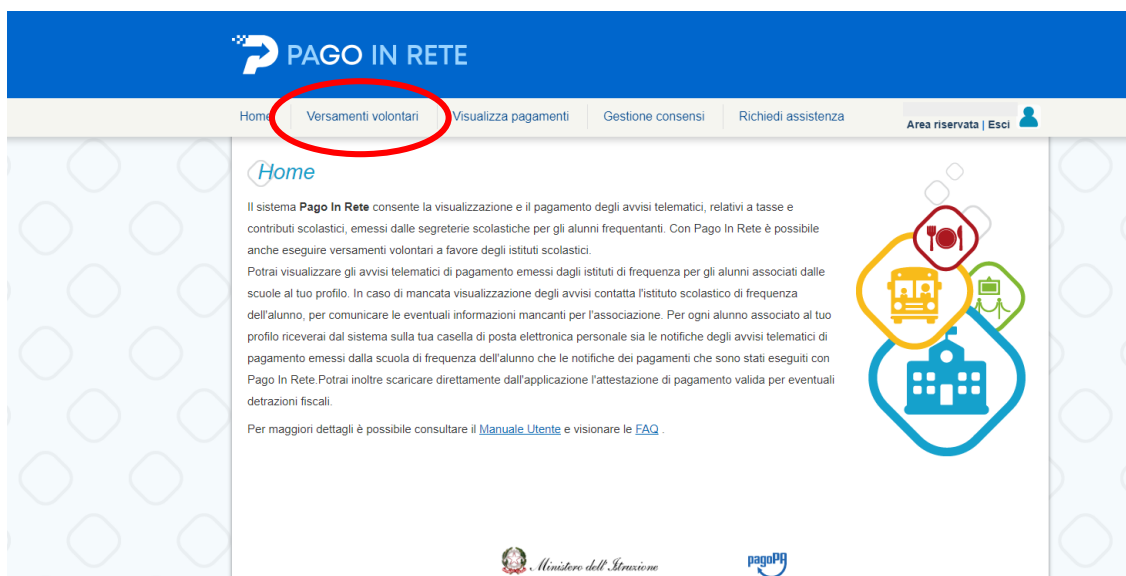 PAGO IN RETE
Home Versamenti volontari Visualizza pagamenti Gestione consensi Richiedi assistenza
Area riservata | Esci
Home
Il sistema Pago In Rete consente la visualizzazione e il pagamento degli avvisi telematici, relativi a tasse e
contributi scolastici, emessi dalle segreterie scolastiche per gli alunni frequentanti. Con Pago In Rete è possibile
anche eseguire versamenti volontari a favore degli istituti scolastici.
Potrai visualizzare gli avvisi telematici di pagamento emessi dagli istituti di frequenza per gli alunni associati dalle
scuole al tuo profilo. In caso di mancata visualizzazione degli avvisi contatta l'istituto scolastico di frequenza
dell'alunno, per comunicare le eventuali informazioni mancanti per l'associazione. Per ogni alunno associato al tuo
profilo riceverai dal sistema sulla tua casella di posta elettronica personale sia le notifiche degli avvisi telematici di
pagamento emessi dalla scuola di frequenza dell'alunno che le notifiche dei pagamenti che sono stati eseguiti con
Pago In Rete.Potrai inoltre scaricare direttamente dall'applicazione l'attestazione di pagamento valida per eventuali
detrazioni fiscali.
Per maggiori dettagli è possibile consultare il Manuale Utente e visionare le FAQ .
Ministero dell'Istruzione
pagoPA